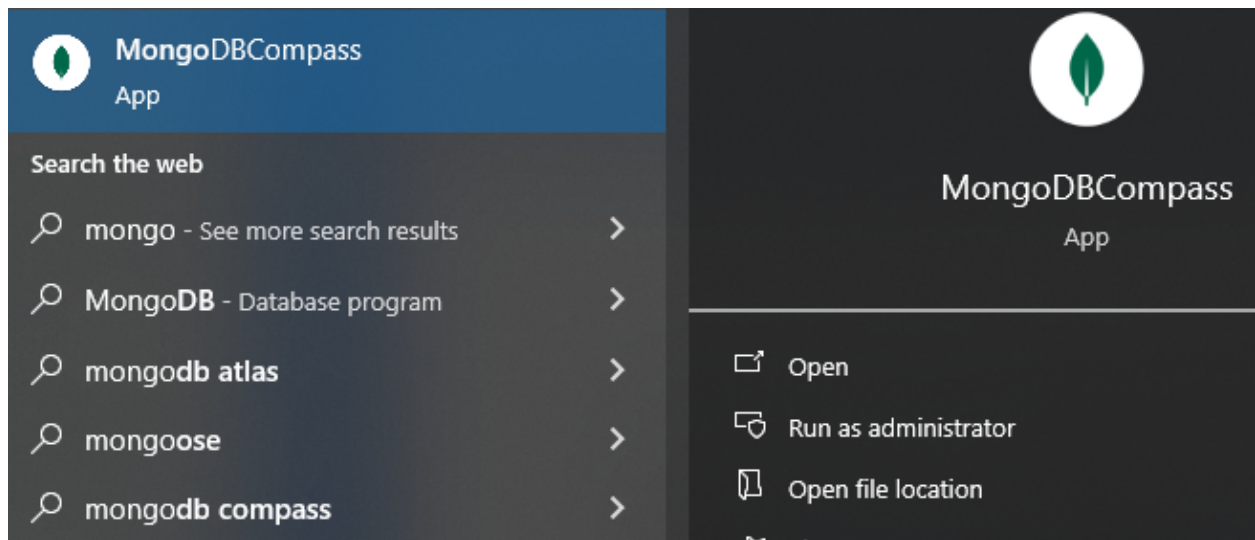 MongoDBCompass
App
Search the web
mongo - See more search results
MongoDB - Database program
mongodb atlas
mongoose
mongodb compass
MongoDBCompass
App
Open
Run as administrator
Open file location